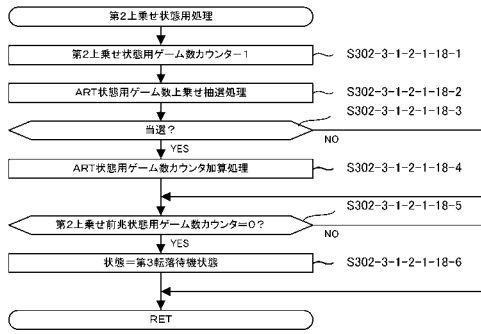 第2上乗せ状態用処理
第2上乗せ状態用ゲーム数カウンター1
S302-3-1-2-1-18-1
ART状態用ゲーム数上乗せ抽選処理
S302-3-1-2-1-18-2
S302-3-1-2-1-18-3
当選?
NO
YES
ART状態用ゲーム数カウンタ加算処理
S302-3-1-2-1-18-4
S302-3-1-2-1-18-5
第2上乗せ前兆状態用ゲーム数カウンター=0?
NO
YES
状態=第3転落待機状態
S302-3-1-2-1-18-6
RET